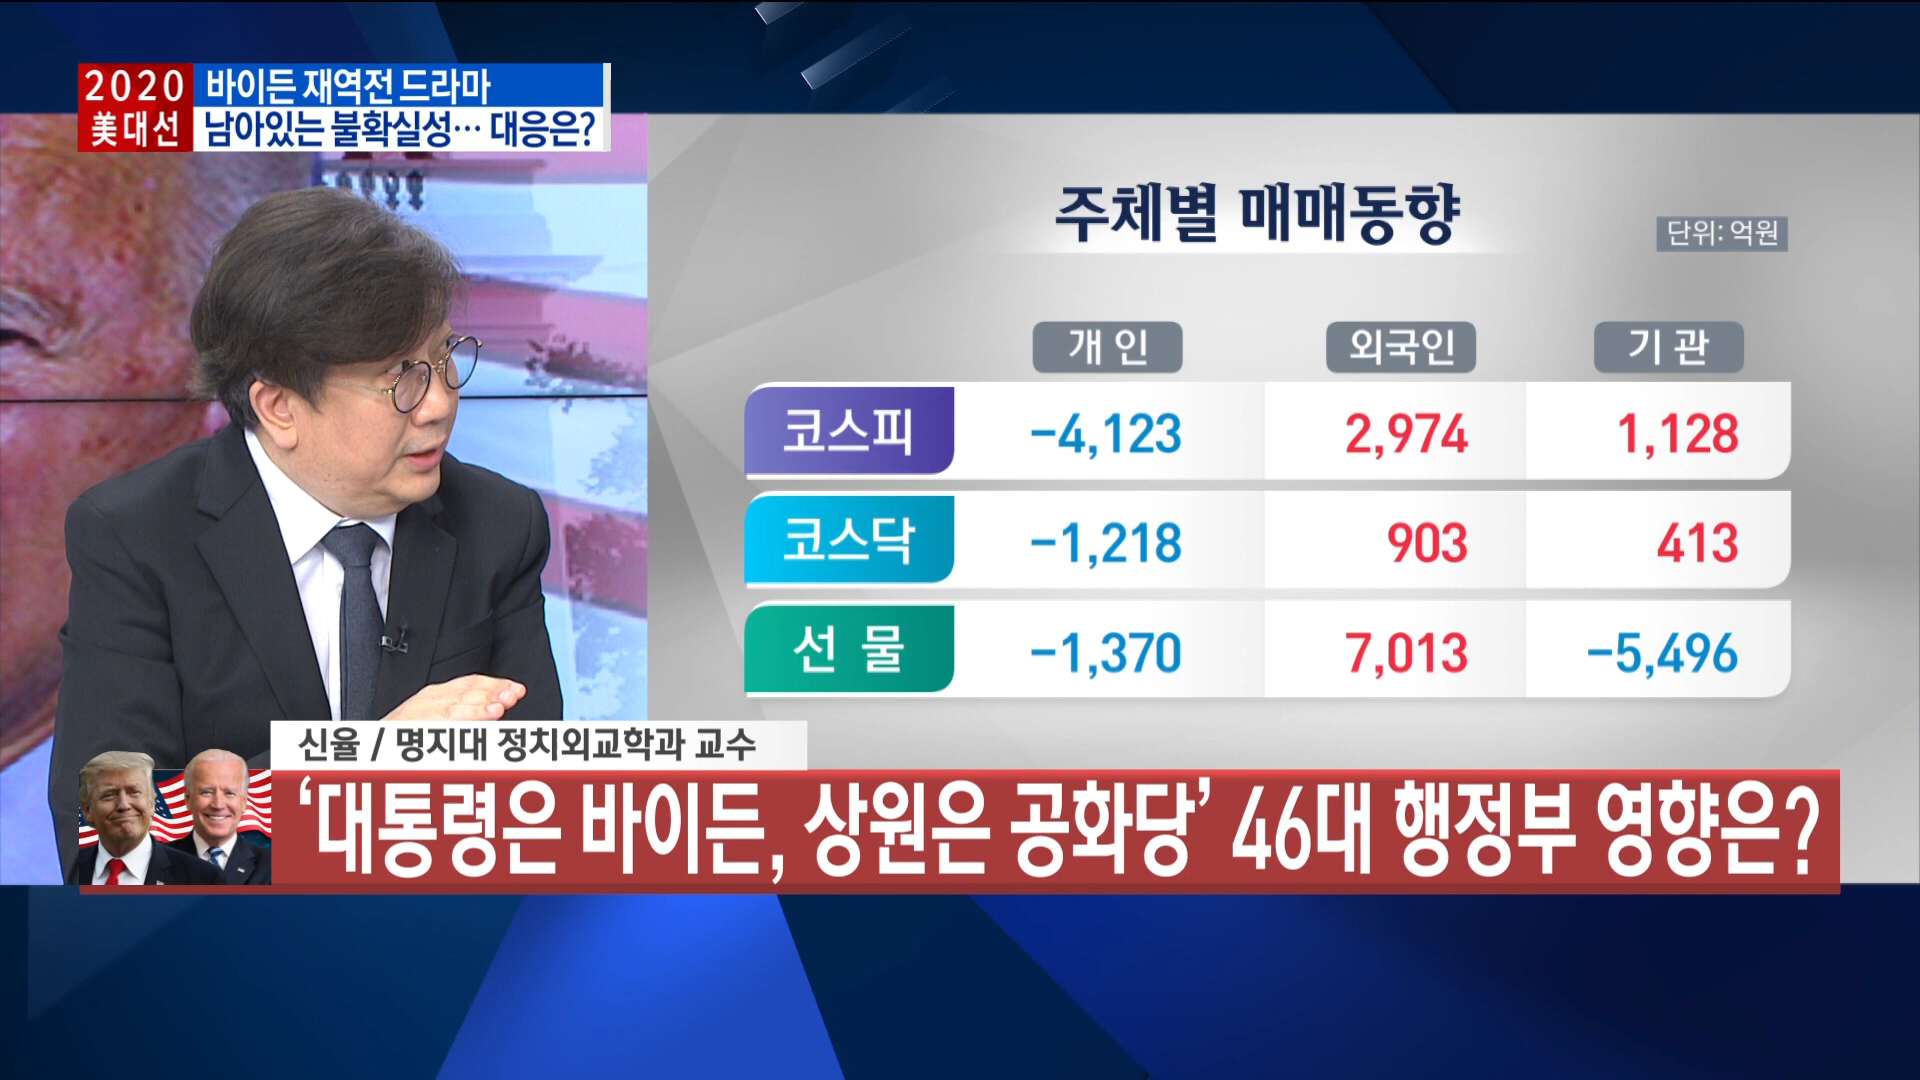 2020
美대선
바이든 재역전 드라마
남아있는 불확실성… 대응은?
주체별 매매동향
단위: 억원
개인 외국인 기관
코스피 -4,123 2,974 1,128
코스닥 -1,218 903 413
선물 -1,370 7,013 -5,496
신율 / 명지대 정치외교학과 교수
‘대통령은 바이든, 상원은 공화당’ 46대 행정부 영향은?